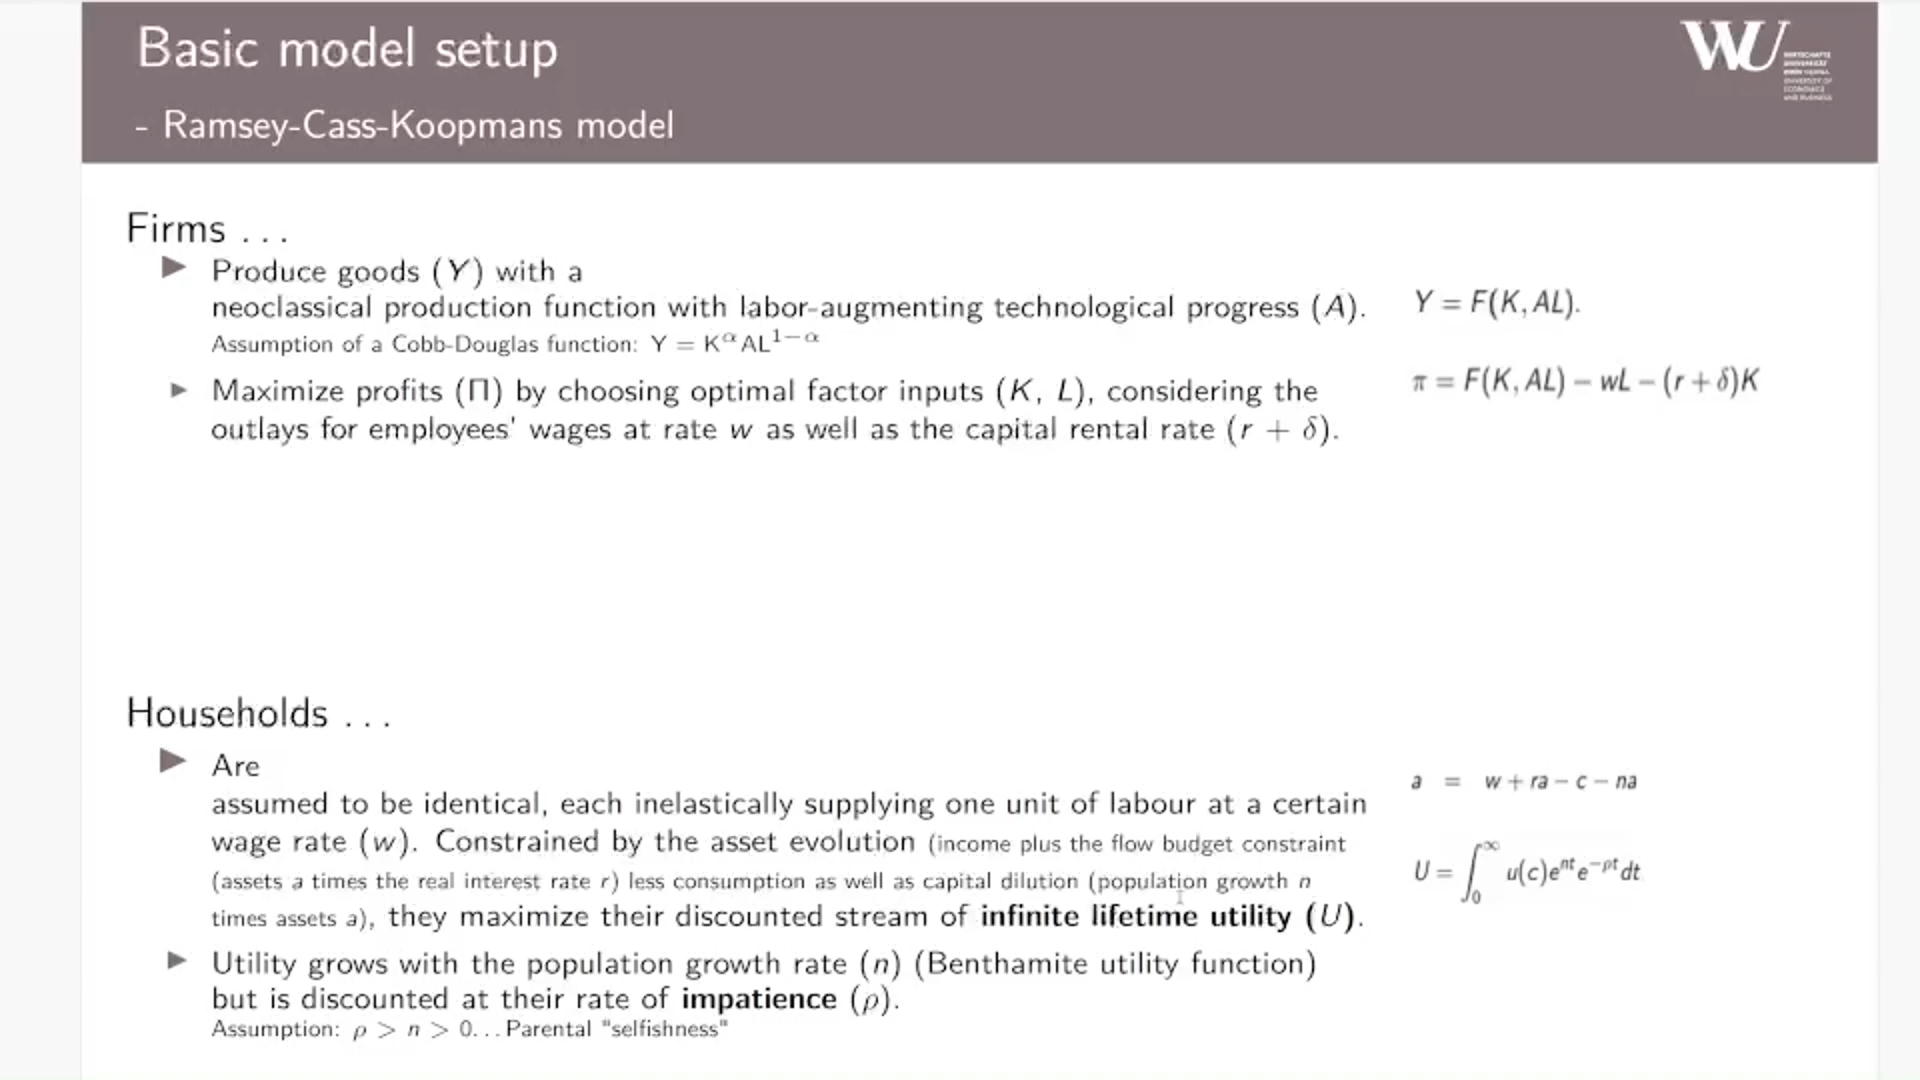 Basic model setup
- Ramsey-Cass-Koopmans model
WU
Firms ...
Produce goods (Y) with a
neoclassical production function with labor-augmenting technological progress (A).
Y = F(K, AL).
Assumption of a Cobb-Douglas function: Y = K^α AL^{1−α}
Maximize profits (Π) by choosing optimal factor inputs (K, L), considering the
π = F(K, AL) − wL − (r + δ)K
outlays for employees' wages at rate w as well as the capital rental rate (r + δ).
Households ...
Are
a = w + ra − c − na
assumed to be identical, each inelastically supplying one unit of labour at a certain
wage rate (w). Constrained by the asset evolution (income plus the flow budget constraint
U = ∫_0^∞ u(c)e^{nt}e^{−ρt}dt
(assets a times the real interest rate r) less consumption as well as capital dilution (population growth n
times assets a), they maximize their discounted stream of infinite lifetime utility (U).
Utility grows with the population growth rate (n) (Benthamite utility function)
but is discounted at their rate of impatience (ρ).
Assumption: ρ > n > 0... Parental "selfishness"